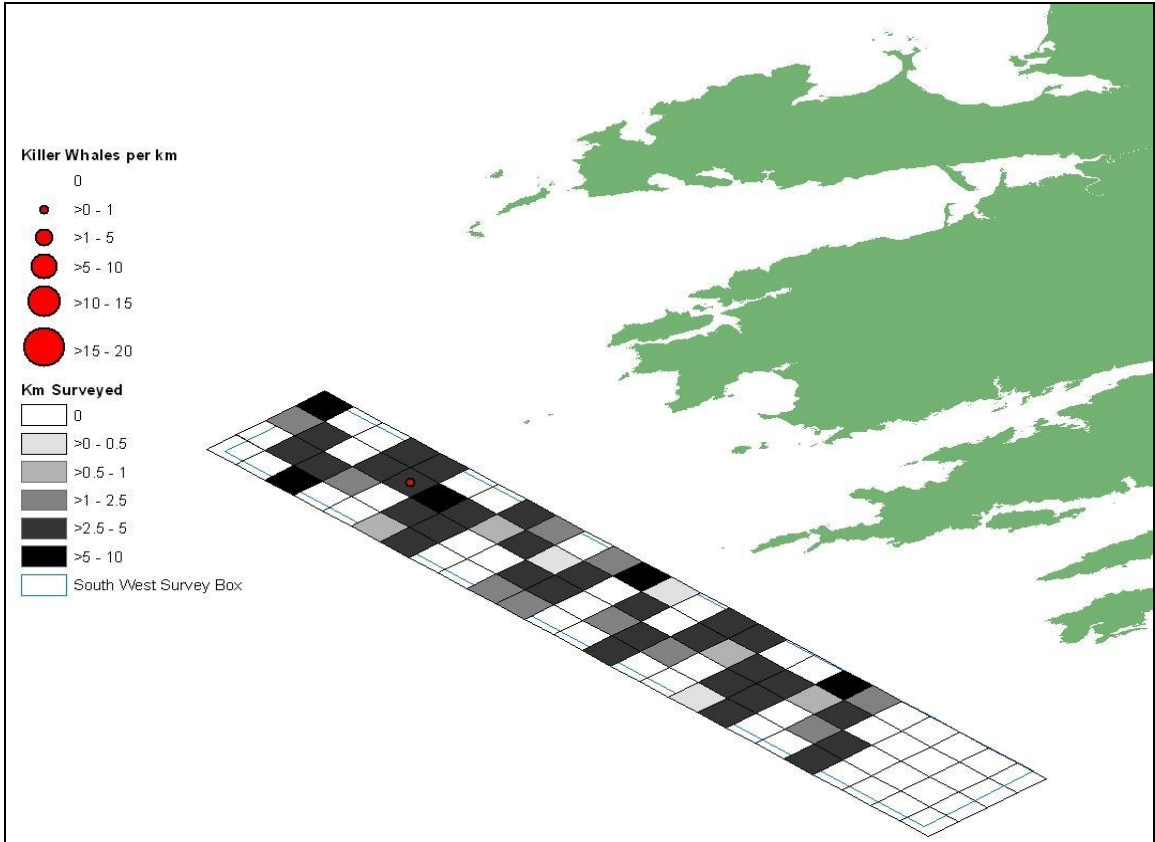 Killer Whales per km
0
>0 - 1
>1 - 5
>5 - 10
>10 - 15
>15 - 20
Km Surveyed
0
>0 - 0.5
>0.5 - 1
>1 - 2.5
>2.5 - 5
>5 - 10
South West Survey Box